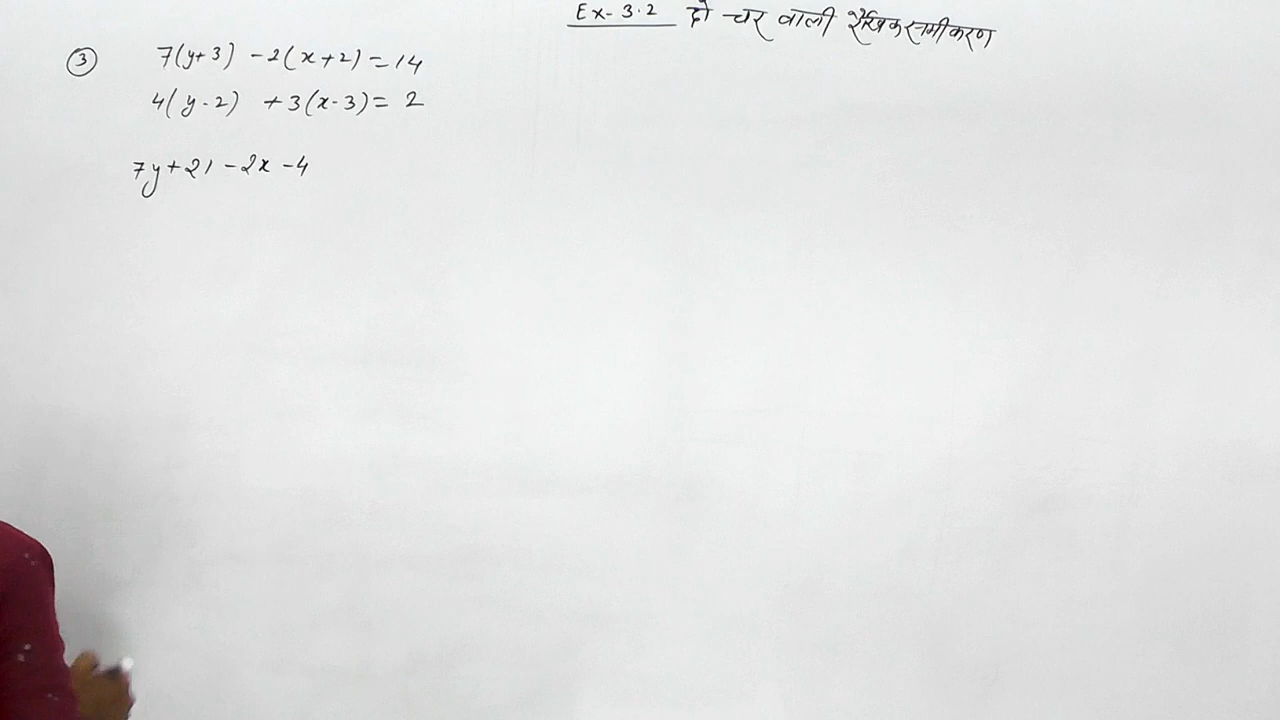 Ex-3.2 दो चर वाली रैखिक समीकरण
③ 7(y+3) -2(x+2)=14
4(y-2) +3(x-3)= 2
7y+21-2x-4